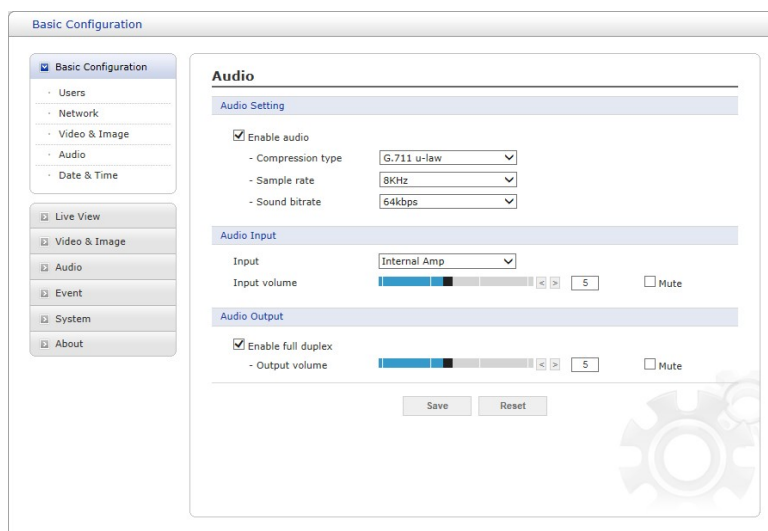 Basic Configuration
Basic Configuration
· Users
· Network
· Video & Image
· Audio
· Date & Time
Live View
Video & Image
Audio
Event
System
About
Audio
Audio Setting
Enable audio
- Compression type G.711 u-law
- Sample rate 8KHz
- Sound bitrate 64kbps
Audio Input
Input Internal Amp
Input volume < > 5 Mute
Audio Output
Enable full duplex
- Output volume < > 5 Mute
Save Reset